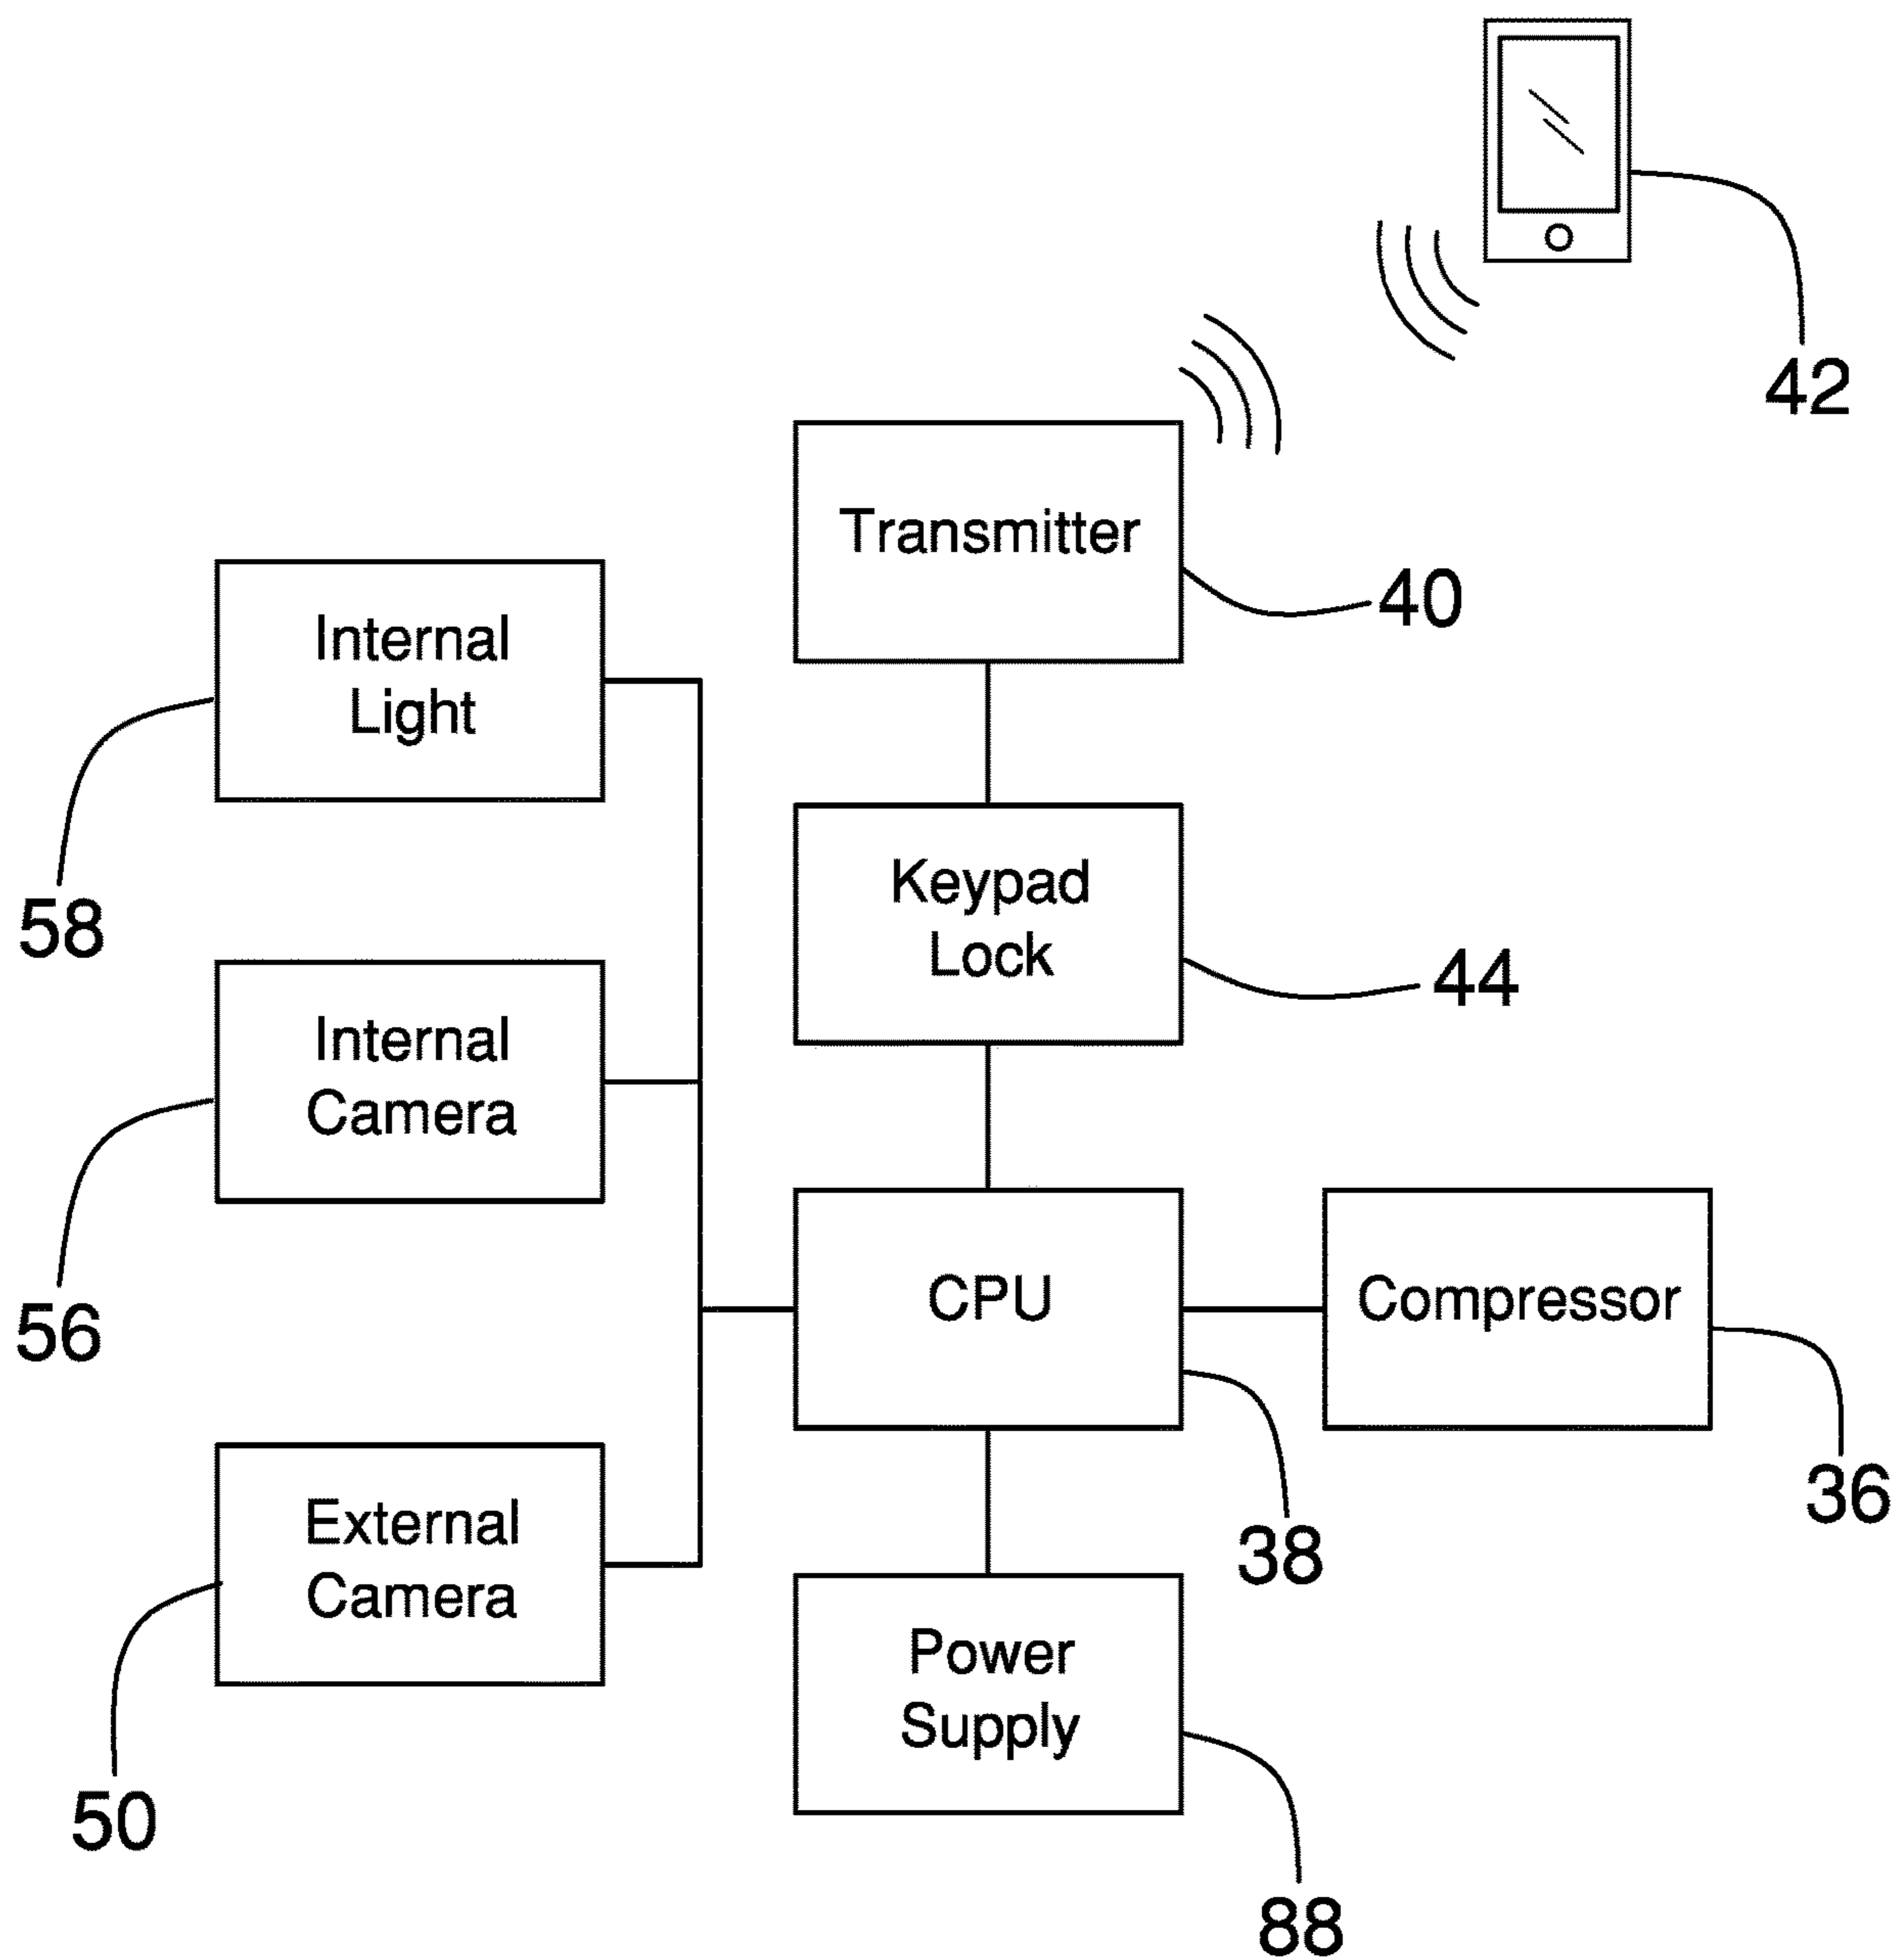 42
Transmitter
40
Internal
Light
58
Keypad
Lock
44
Internal
Camera
56
CPU
38
Compressor
36
External
Camera
50
Power
Supply
88